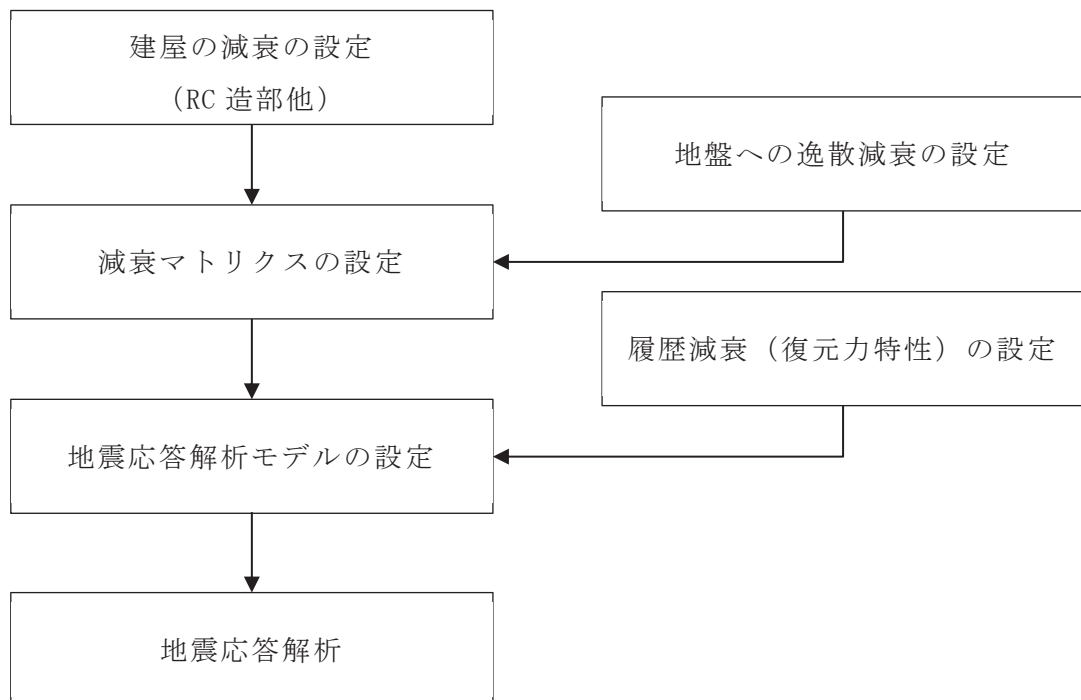 建屋の減衰の設定
（RC 造部他）
地盤への逸散減衰の設定
減衰マトリクスの設定
履歴減衰（復元力特性）の設定
地震応答解析モデルの設定
地震応答解析